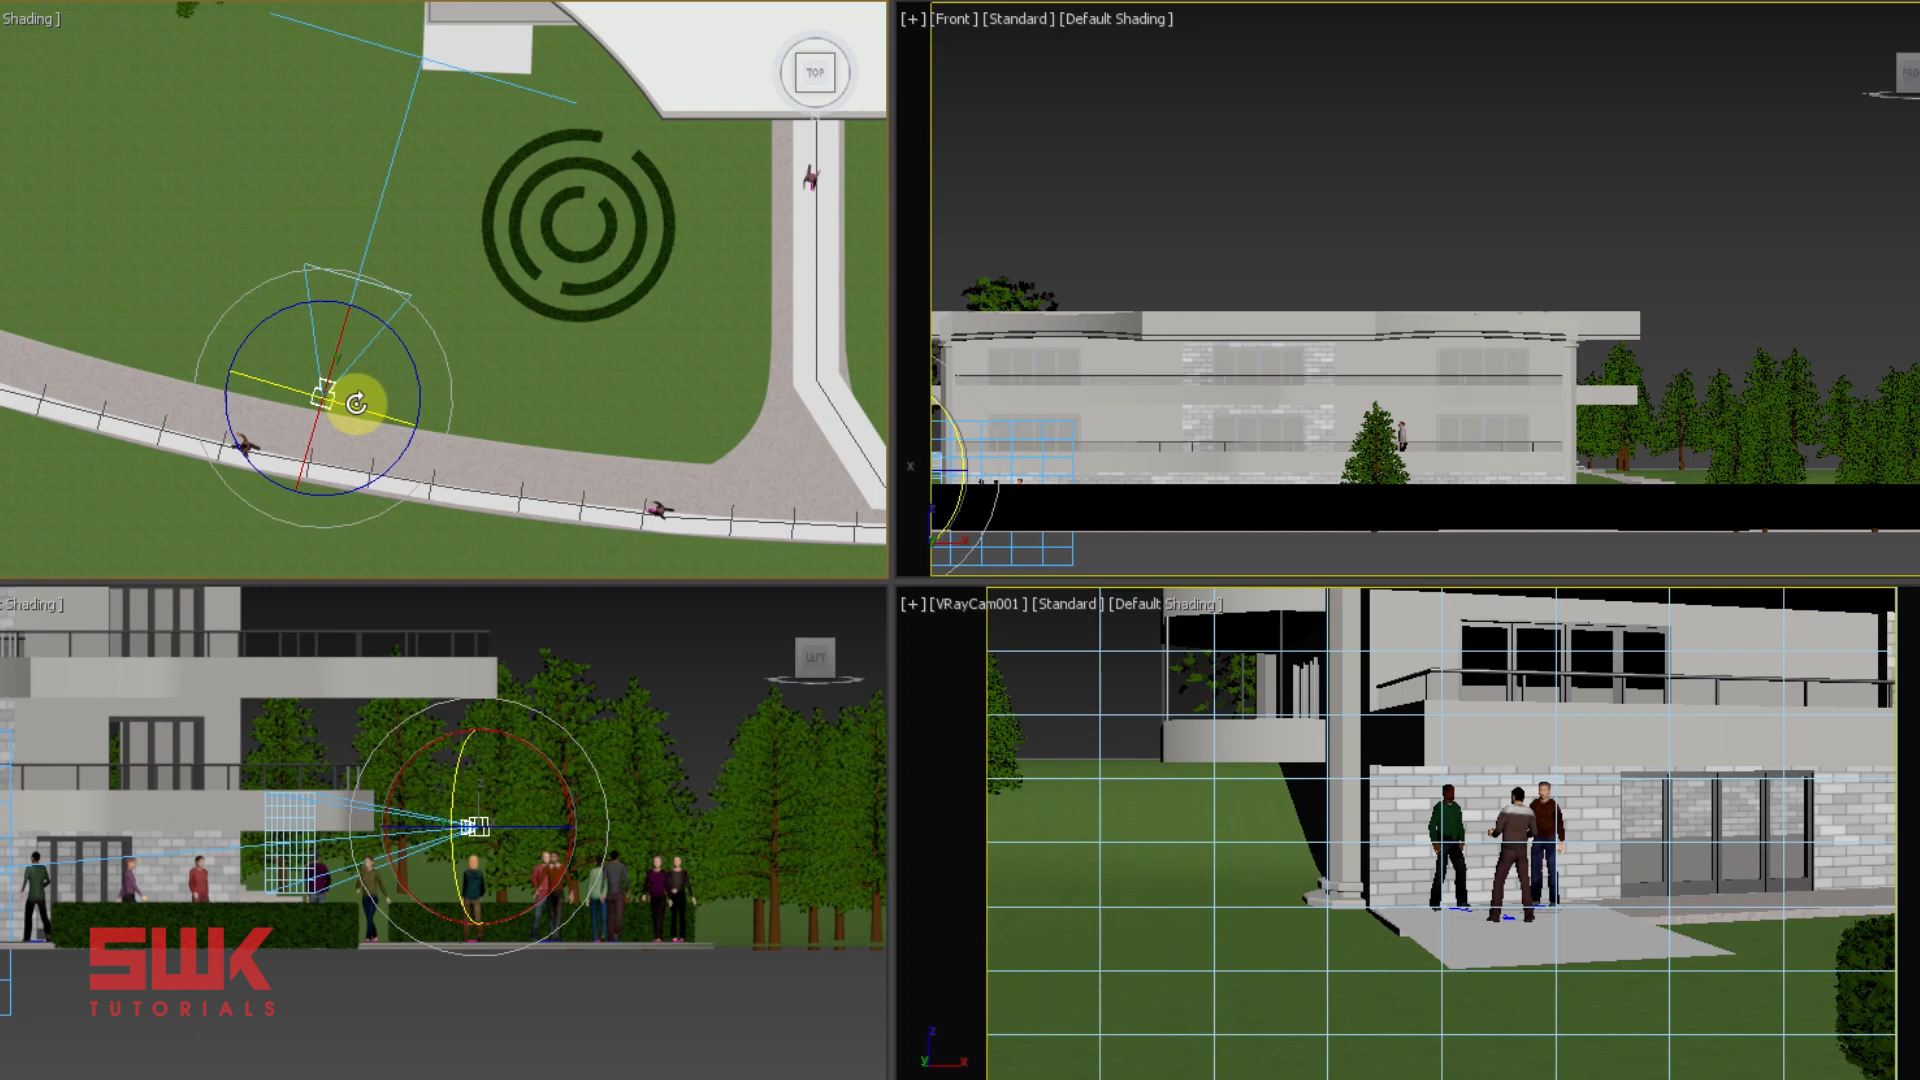 Shading ]
TOP
[+] [Front ] [Standard ] [Default Shading ]
X
z
x
: Shading ]
LEFT
SWK
TUTORIALS
[+] [VRayCam001 ] [Standard ] [Default Shading ]
z
y
x